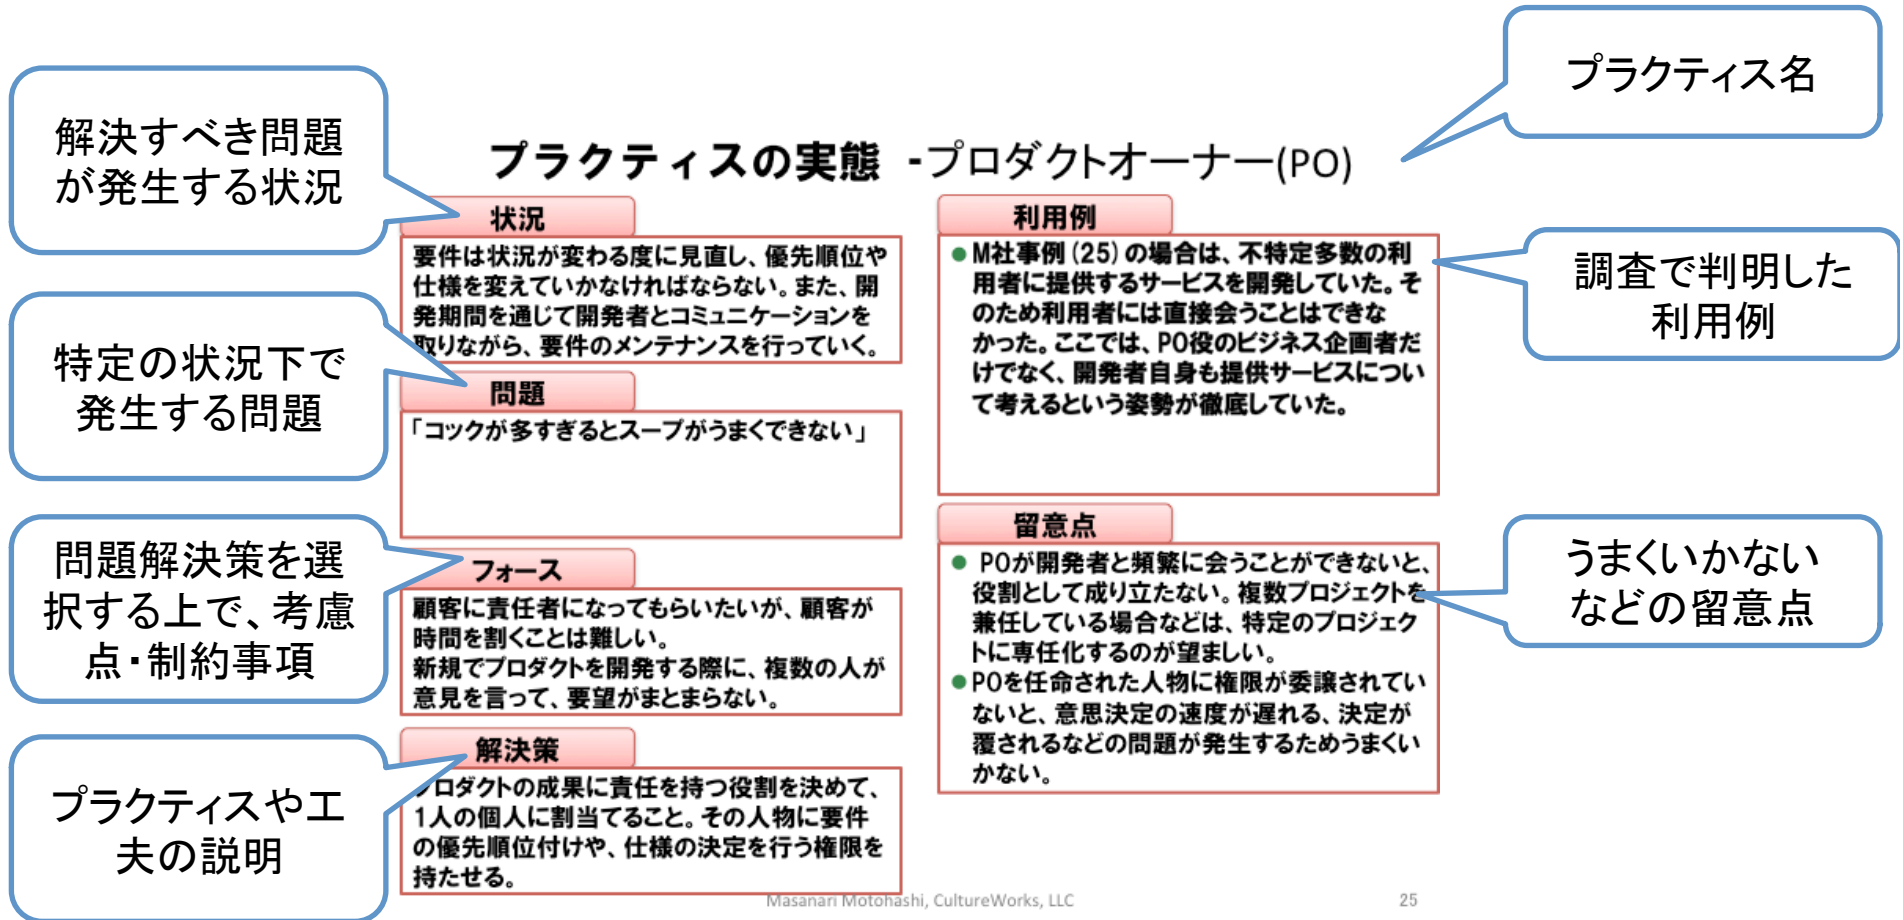 プラクティス名
解決すべき問題
が発生する状況
プラクティスの実態 -プロダクトオーナー(PO)
状況
要件は状況が変わる度に見直し、優先順位や
仕様を変えていかなければならない。また、開
発期間を通じて開発者とコミュニケーションを
取りながら、要件のメンテナンスを行っていく。
特定の状況下で
発生する問題
問題
「コックが多すぎるとスープがうまくできない」
問題解決策を選
択する上で、考慮
点・制約事項
フォース
顧客に責任者になってもらいたいが、顧客が
時間を割くことは難しい。
新規でプロダクトを開発する際に、複数の人が
意見を言って、要望がまとまらない。
プラクティスや工
夫の説明
解決策
プロダクトの成果に責任を持つ役割を決めて、
1人の個人に割当てること。その人物に要件
の優先順位付けや、仕様の決定を行う権限を
持たせる。
利用例
●M社事例(25)の場合は、不特定多数の利
用者に提供するサービスを開発していた。そ
のため利用者には直接会うことはできな
かった。ここでは、PO役のビジネス企画者だ
けでなく、開発者自身も提供サービスについ
て考えるという姿勢が徹底していた。
調査で判明した
利用例
留意点
● POが開発者と頻繁に会うことができないと、
役割として成り立たない。複数プロジェクトを
兼任している場合などは、特定のプロジェク
トに専任化するのが望ましい。
●POを任命された人物に権限が委譲されてい
ないと、意思決定の速度が遅れる、決定が
覆されるなどの問題が発生するためうまくい
かない。
うまくいかない
などの留意点
Masanari Motohashi, CultureWorks, LLC
25